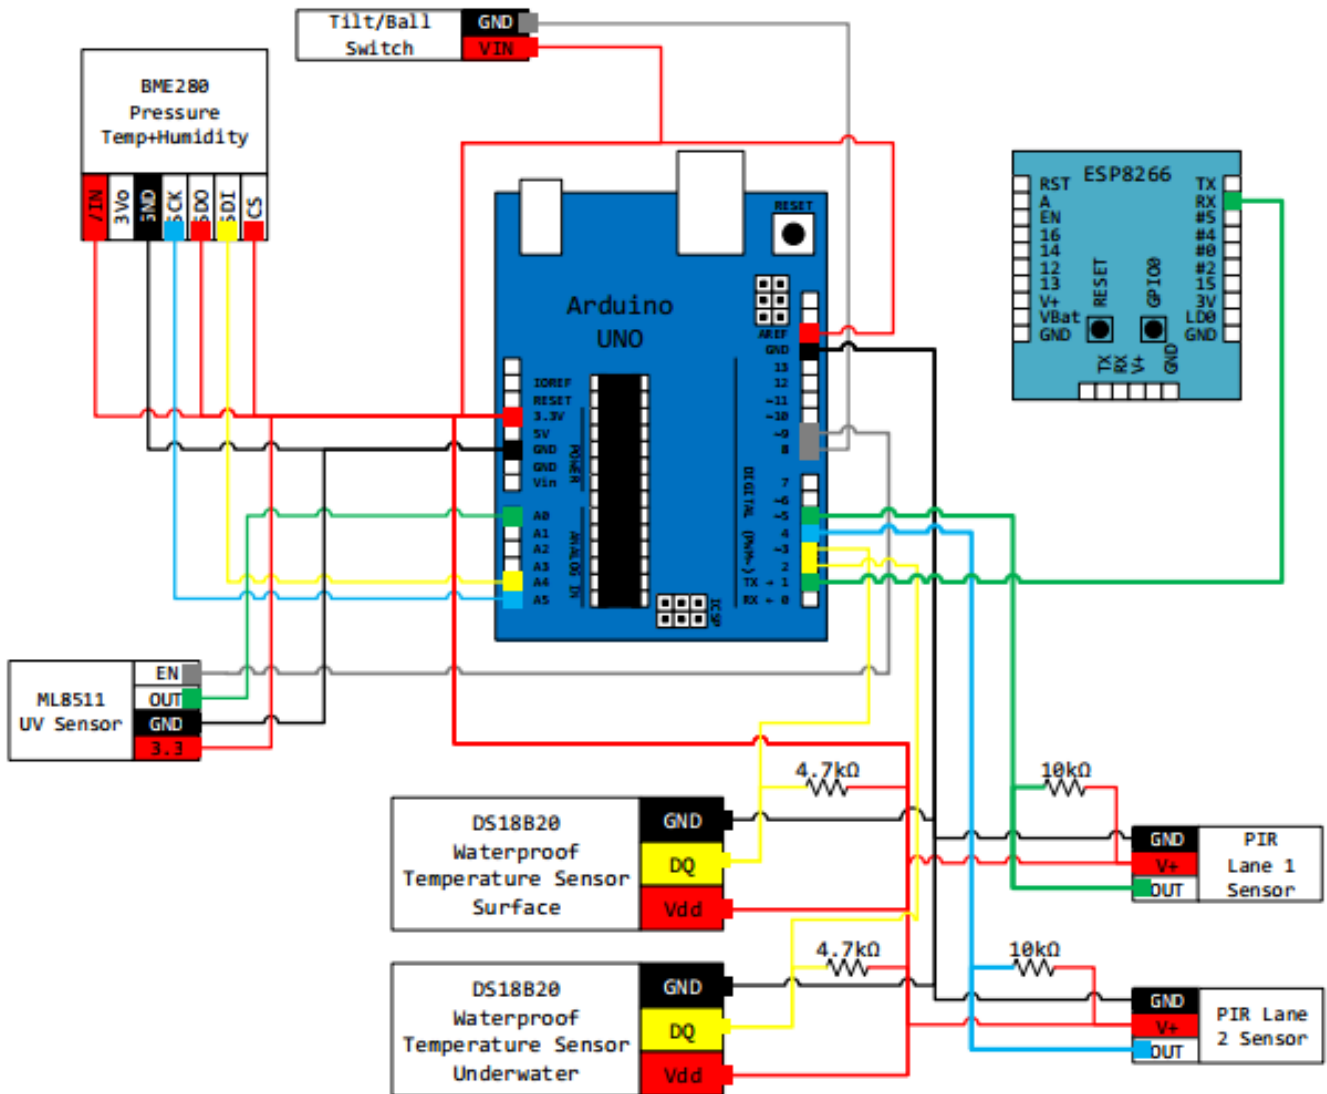 Tilt/Ball
Switch
GND
VIN
BME280
Pressure
Temp+Humidity
/IN
3Vo
GND
SCK
SDO
SDI
CS
RESET
Arduino
UNO
AREF
GND
13
12
~11
~10
~9
8
7
~6
~5
4
~3
2
TX → 1
RX ← 0
DIGITAL (PWM~)
ICSP
IOREF
RESET
3.3V
5V
GND
GND
Vin
POWER
A0
A1
A2
A3
A4
A5
ANALOG IN
ESP8266
RST
A
EN
16
14
12
13
V+
VBat
GND
TX
RX
#5
#4
#0
#2
15
3V
LDO
GND
RESET
GPIO0
TX
RX
V+
GND
ML8511
UV Sensor
EN
OUT
GND
3.3
4.7kΩ
10kΩ
DS18B20
Waterproof
Temperature Sensor
Surface
GND
DQ
Vdd
GND
V+
OUT
PIR
Lane 1
Sensor
4.7kΩ
10kΩ
DS18B20
Waterproof
Temperature Sensor
Underwater
GND
DQ
Vdd
GND
V+
OUT
PIR Lane
2 Sensor